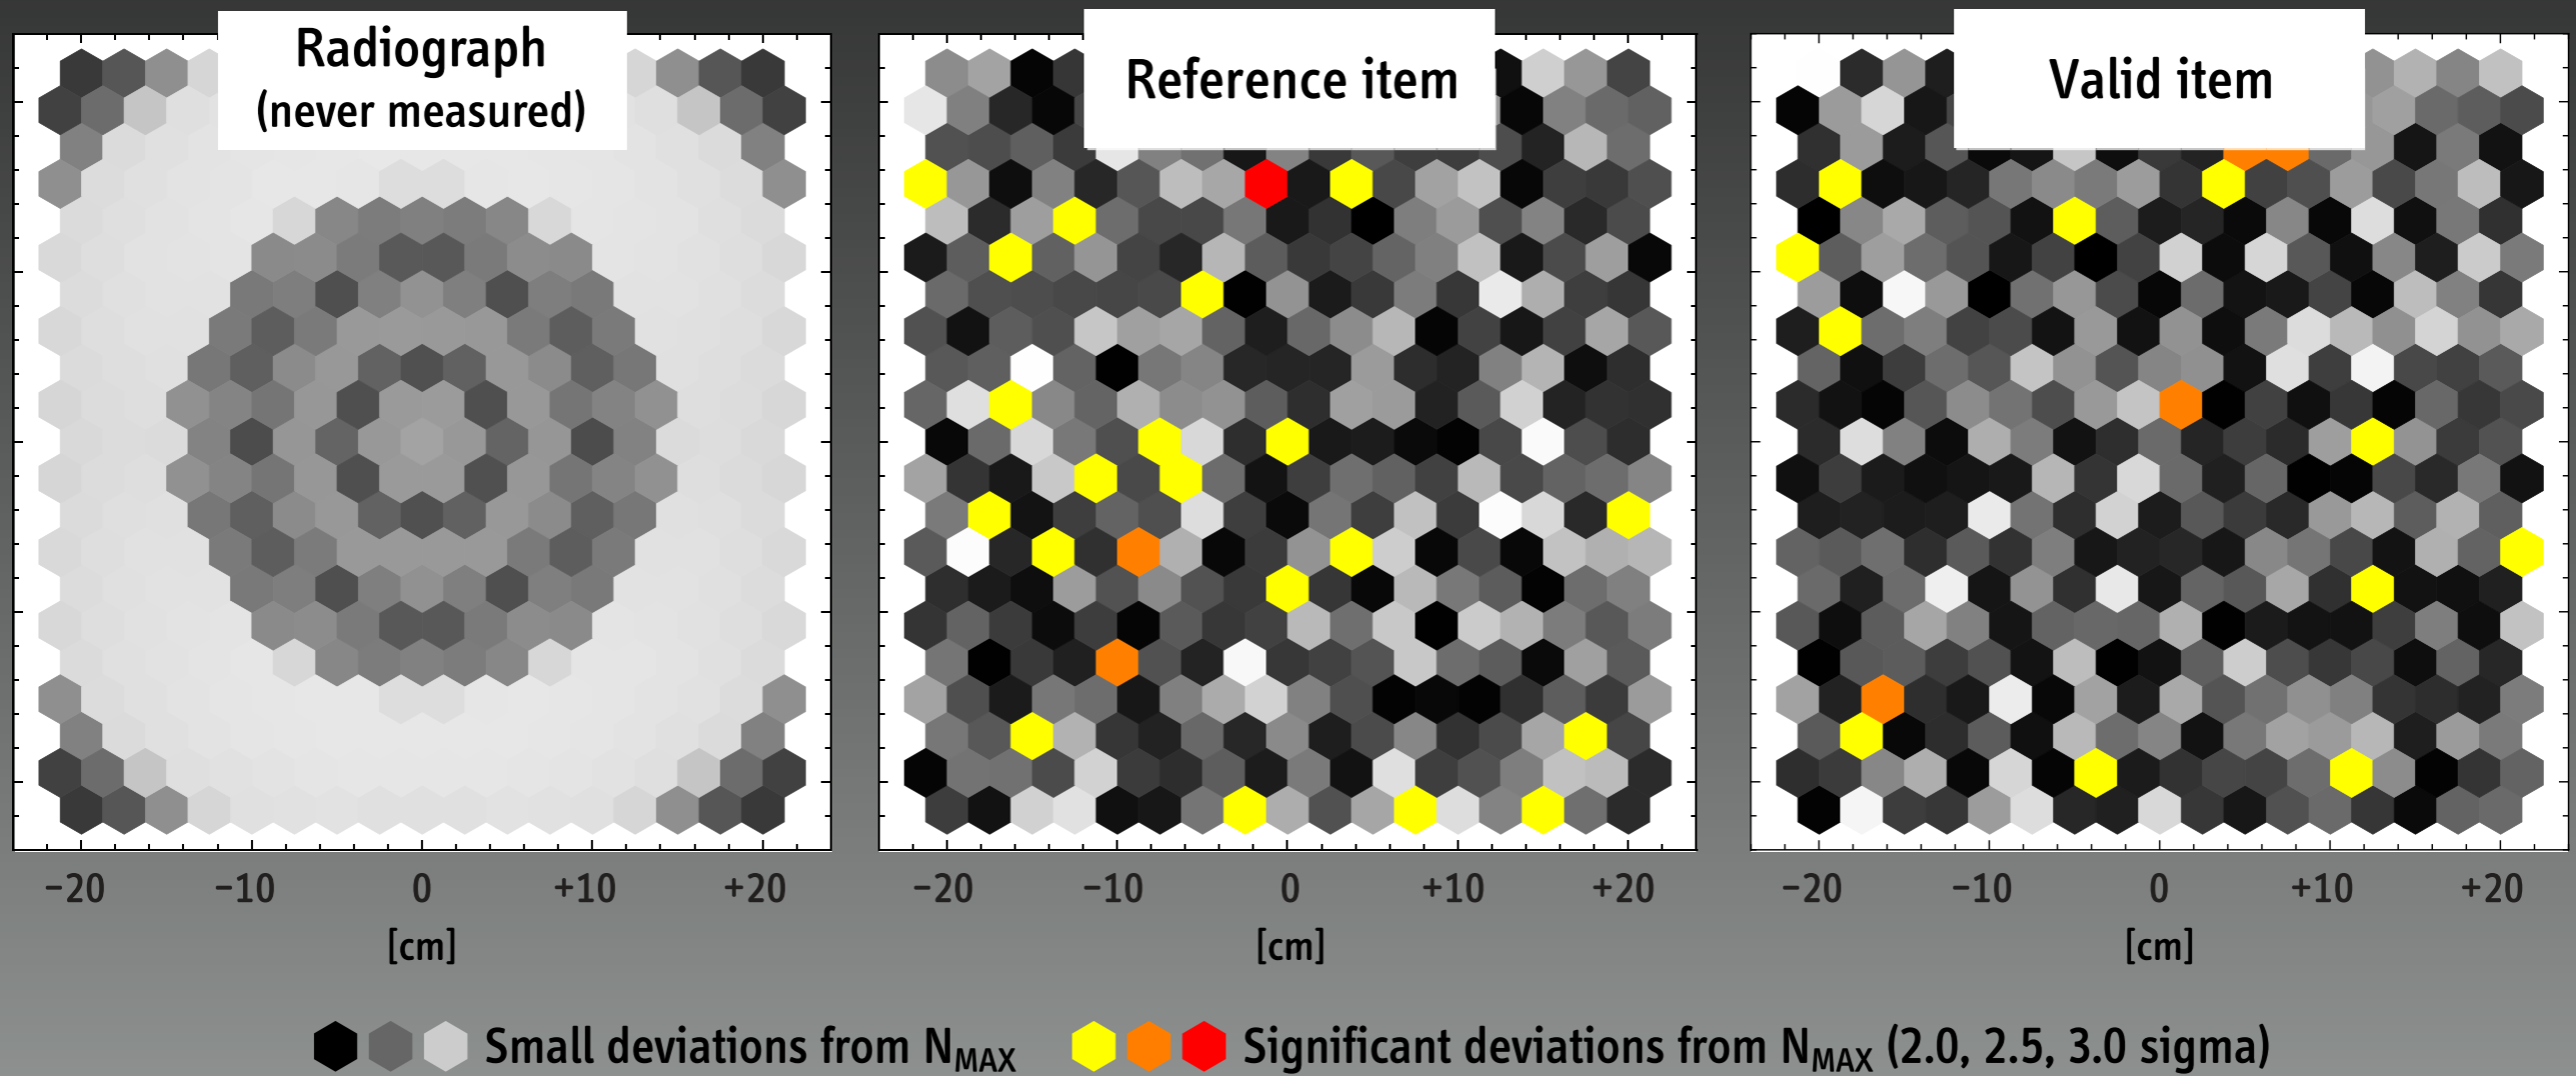 Radiograph
(never measured)
Reference item
Valid item
−20 −10 0 +10 +20
[cm]
−20 −10 0 +10 +20
[cm]
−20 −10 0 +10 +20
[cm]
Small deviations from NMAX
Significant deviations from NMAX (2.0, 2.5, 3.0 sigma)